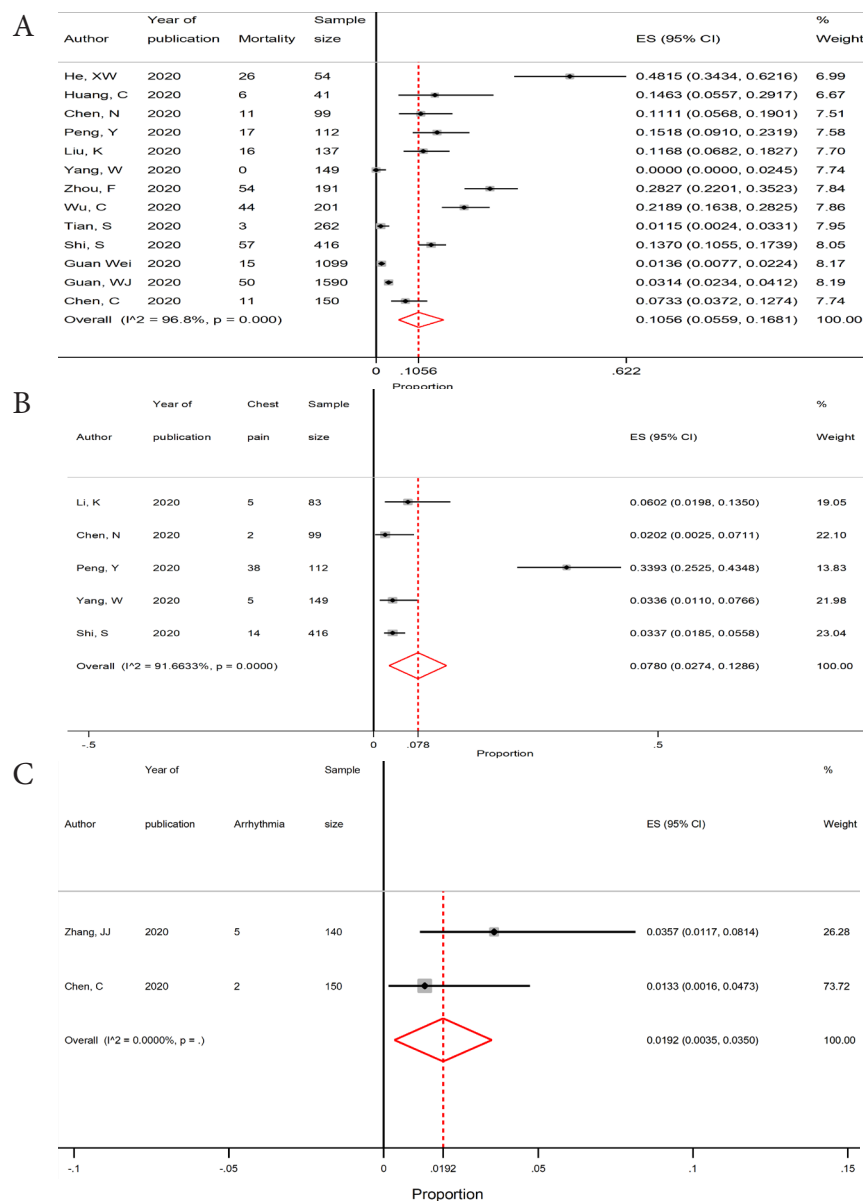 A
Year of Sample %
Author publication Mortality size ES (95% CI) Weight
He, XW 2020 26 54 0.4815 (0.3434, 0.6216) 6.99
Huang, C 2020 6 41 0.1463 (0.0557, 0.2917) 6.67
Chen, N 2020 11 99 0.1111 (0.0568, 0.1901) 7.51
Peng, Y 2020 17 112 0.1518 (0.0910, 0.2319) 7.58
Liu, K 2020 16 137 0.1168 (0.0682, 0.1827) 7.70
Yang, W 2020 0 149 0.0000 (0.0000, 0.0245) 7.74
Zhou, F 2020 54 191 0.2827 (0.2201, 0.3523) 7.84
Wu, C 2020 44 201 0.2189 (0.1638, 0.2825) 7.86
Tian, S 2020 3 262 0.0115 (0.0024, 0.0331) 7.95
Shi, S 2020 57 416 0.1370 (0.1055, 0.1739) 8.05
Guan Wei 2020 15 1099 0.0136 (0.0077, 0.0224) 8.17
Guan, WJ 2020 50 1590 0.0314 (0.0234, 0.0412) 8.19
Chen, C 2020 11 150 0.0733 (0.0372, 0.1274) 7.74
Overall (I^2 = 96.8%, p = 0.000) 0.1056 (0.0559, 0.1681) 100.00
0 .1056 .622
Proportion
B
Year of Chest Sample %
Author publication pain size ES (95% CI) Weight
Li, K 2020 5 83 0.0602 (0.0198, 0.1350) 19.05
Chen, N 2020 2 99 0.0202 (0.0025, 0.0711) 22.10
Peng, Y 2020 38 112 0.3393 (0.2525, 0.4348) 13.83
Yang, W 2020 5 149 0.0336 (0.0110, 0.0766) 21.98
Shi, S 2020 14 416 0.0337 (0.0185, 0.0558) 23.04
Overall (I^2 = 91.6633%, p = 0.0000) 0.0780 (0.0274, 0.1286) 100.00
-.5 0 .078 .5
Proportion
C
Year of Sample %
Author publication Arrhythmia size ES (95% CI) Weight
Zhang, JJ 2020 5 140 0.0357 (0.0117, 0.0814) 26.28
Chen, C 2020 2 150 0.0133 (0.0016, 0.0473) 73.72
Overall (I^2 = 0.0000%, p = .) 0.0192 (0.0035, 0.0350) 100.00
-.1 -.05 0 .0192 .05 .1 .15
Proportion